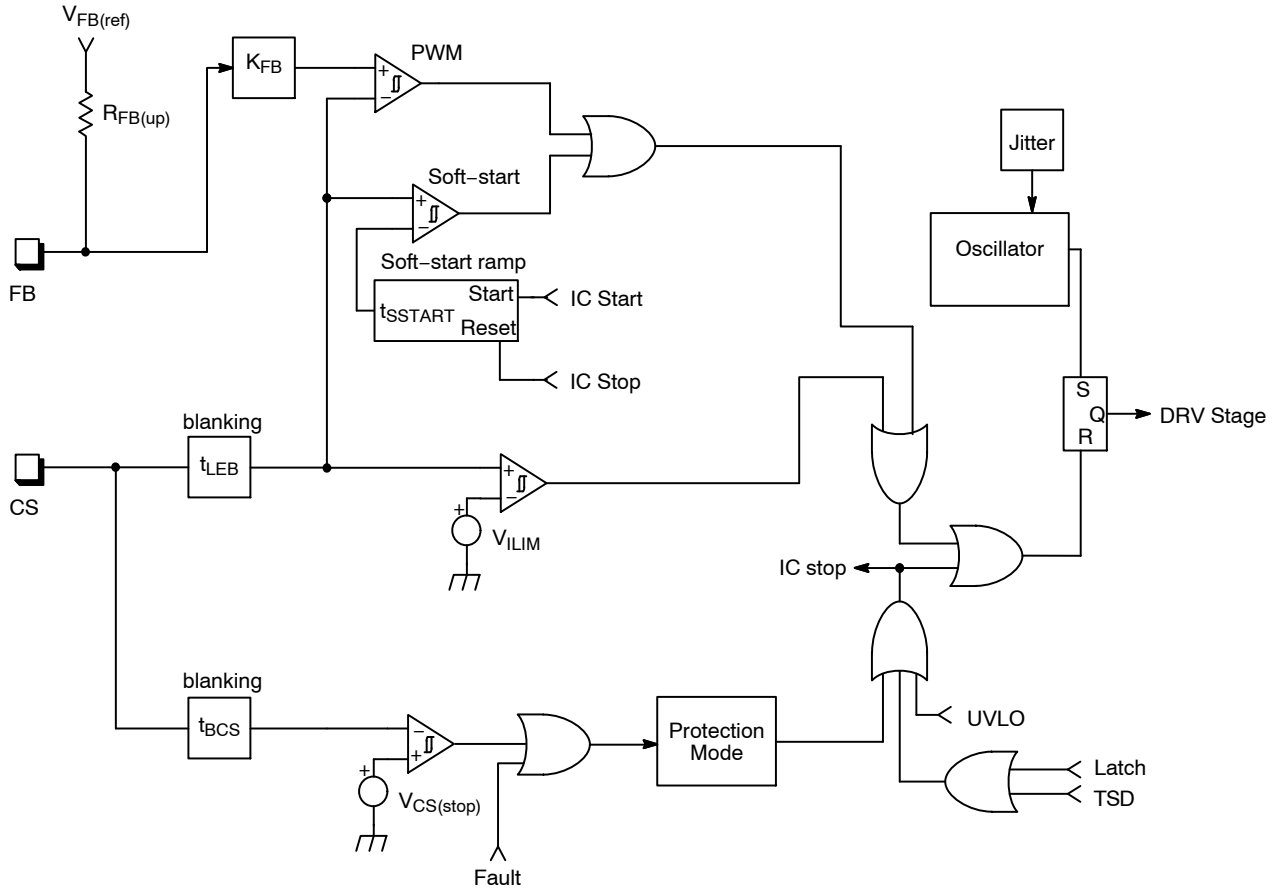 VFB(ref)
KFB
PWM
RFB(up)
Jitter
Soft−start
Oscillator
Soft−start ramp
FB
Start
IC Start
tSSTART
Reset
IC Stop
S
Q
R
DRV Stage
blanking
tLEB
CS
VILIM
IC stop
blanking
tBCS
Protection
Mode
UVLO
Latch
TSD
VCS(stop)
Fault
+
−
+
−
+
−
+
−
+
+